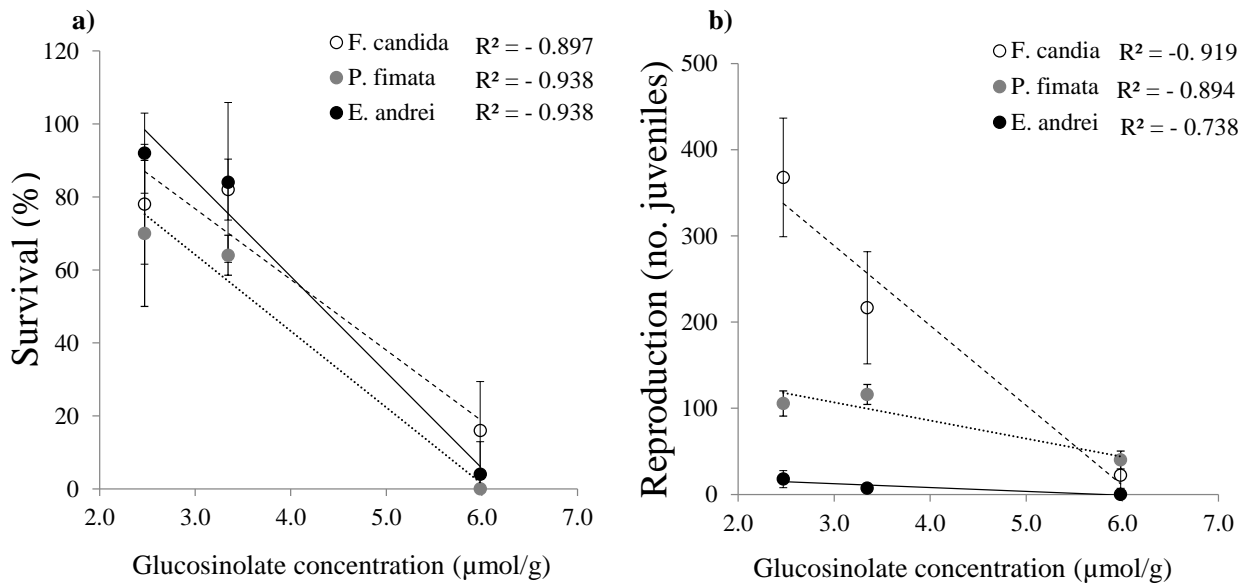 a)
F. candida R² = - 0.897
P. fimata R² = - 0.938
E. andrei R² = - 0.938
Survival (%)
120
100
80
60
40
20
0
2.0 3.0 4.0 5.0 6.0 7.0
Glucosinolate concentration (µmol/g)
b)
F. candia R² = -0. 919
P. fimata R² = - 0.894
E. andrei R² = - 0.738
Reproduction (no. juveniles)
500
400
300
200
100
0
2.0 3.0 4.0 5.0 6.0 7.0
Glucosinolate concentration (µmol/g)